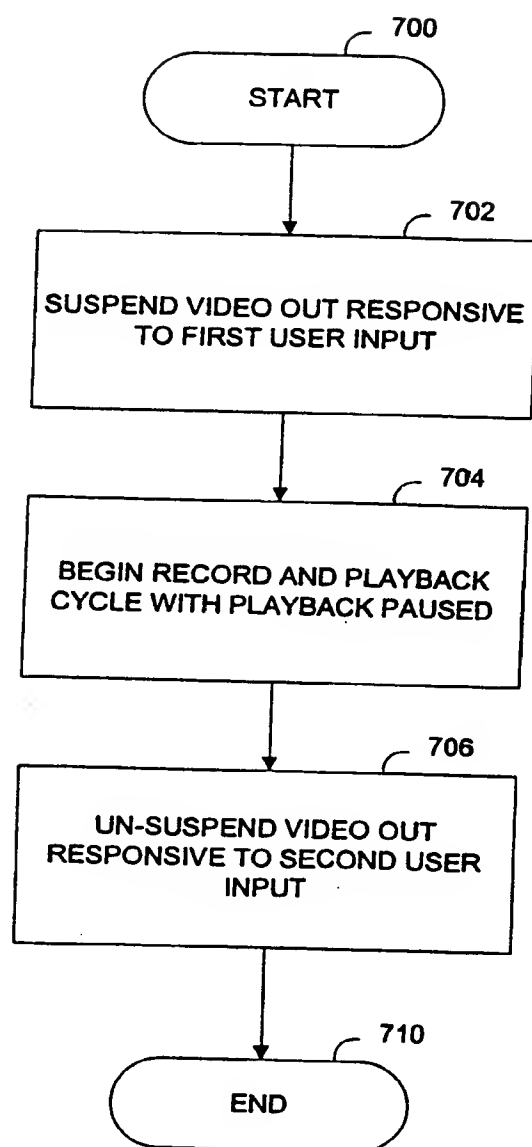 700
START
702
SUSPEND VIDEO OUT RESPONSIVE
TO FIRST USER INPUT
704
BEGIN RECORD AND PLAYBACK
CYCLE WITH PLAYBACK PAUSED
706
UN-SUSPEND VIDEO OUT
RESPONSIVE TO SECOND USER
INPUT
710
END